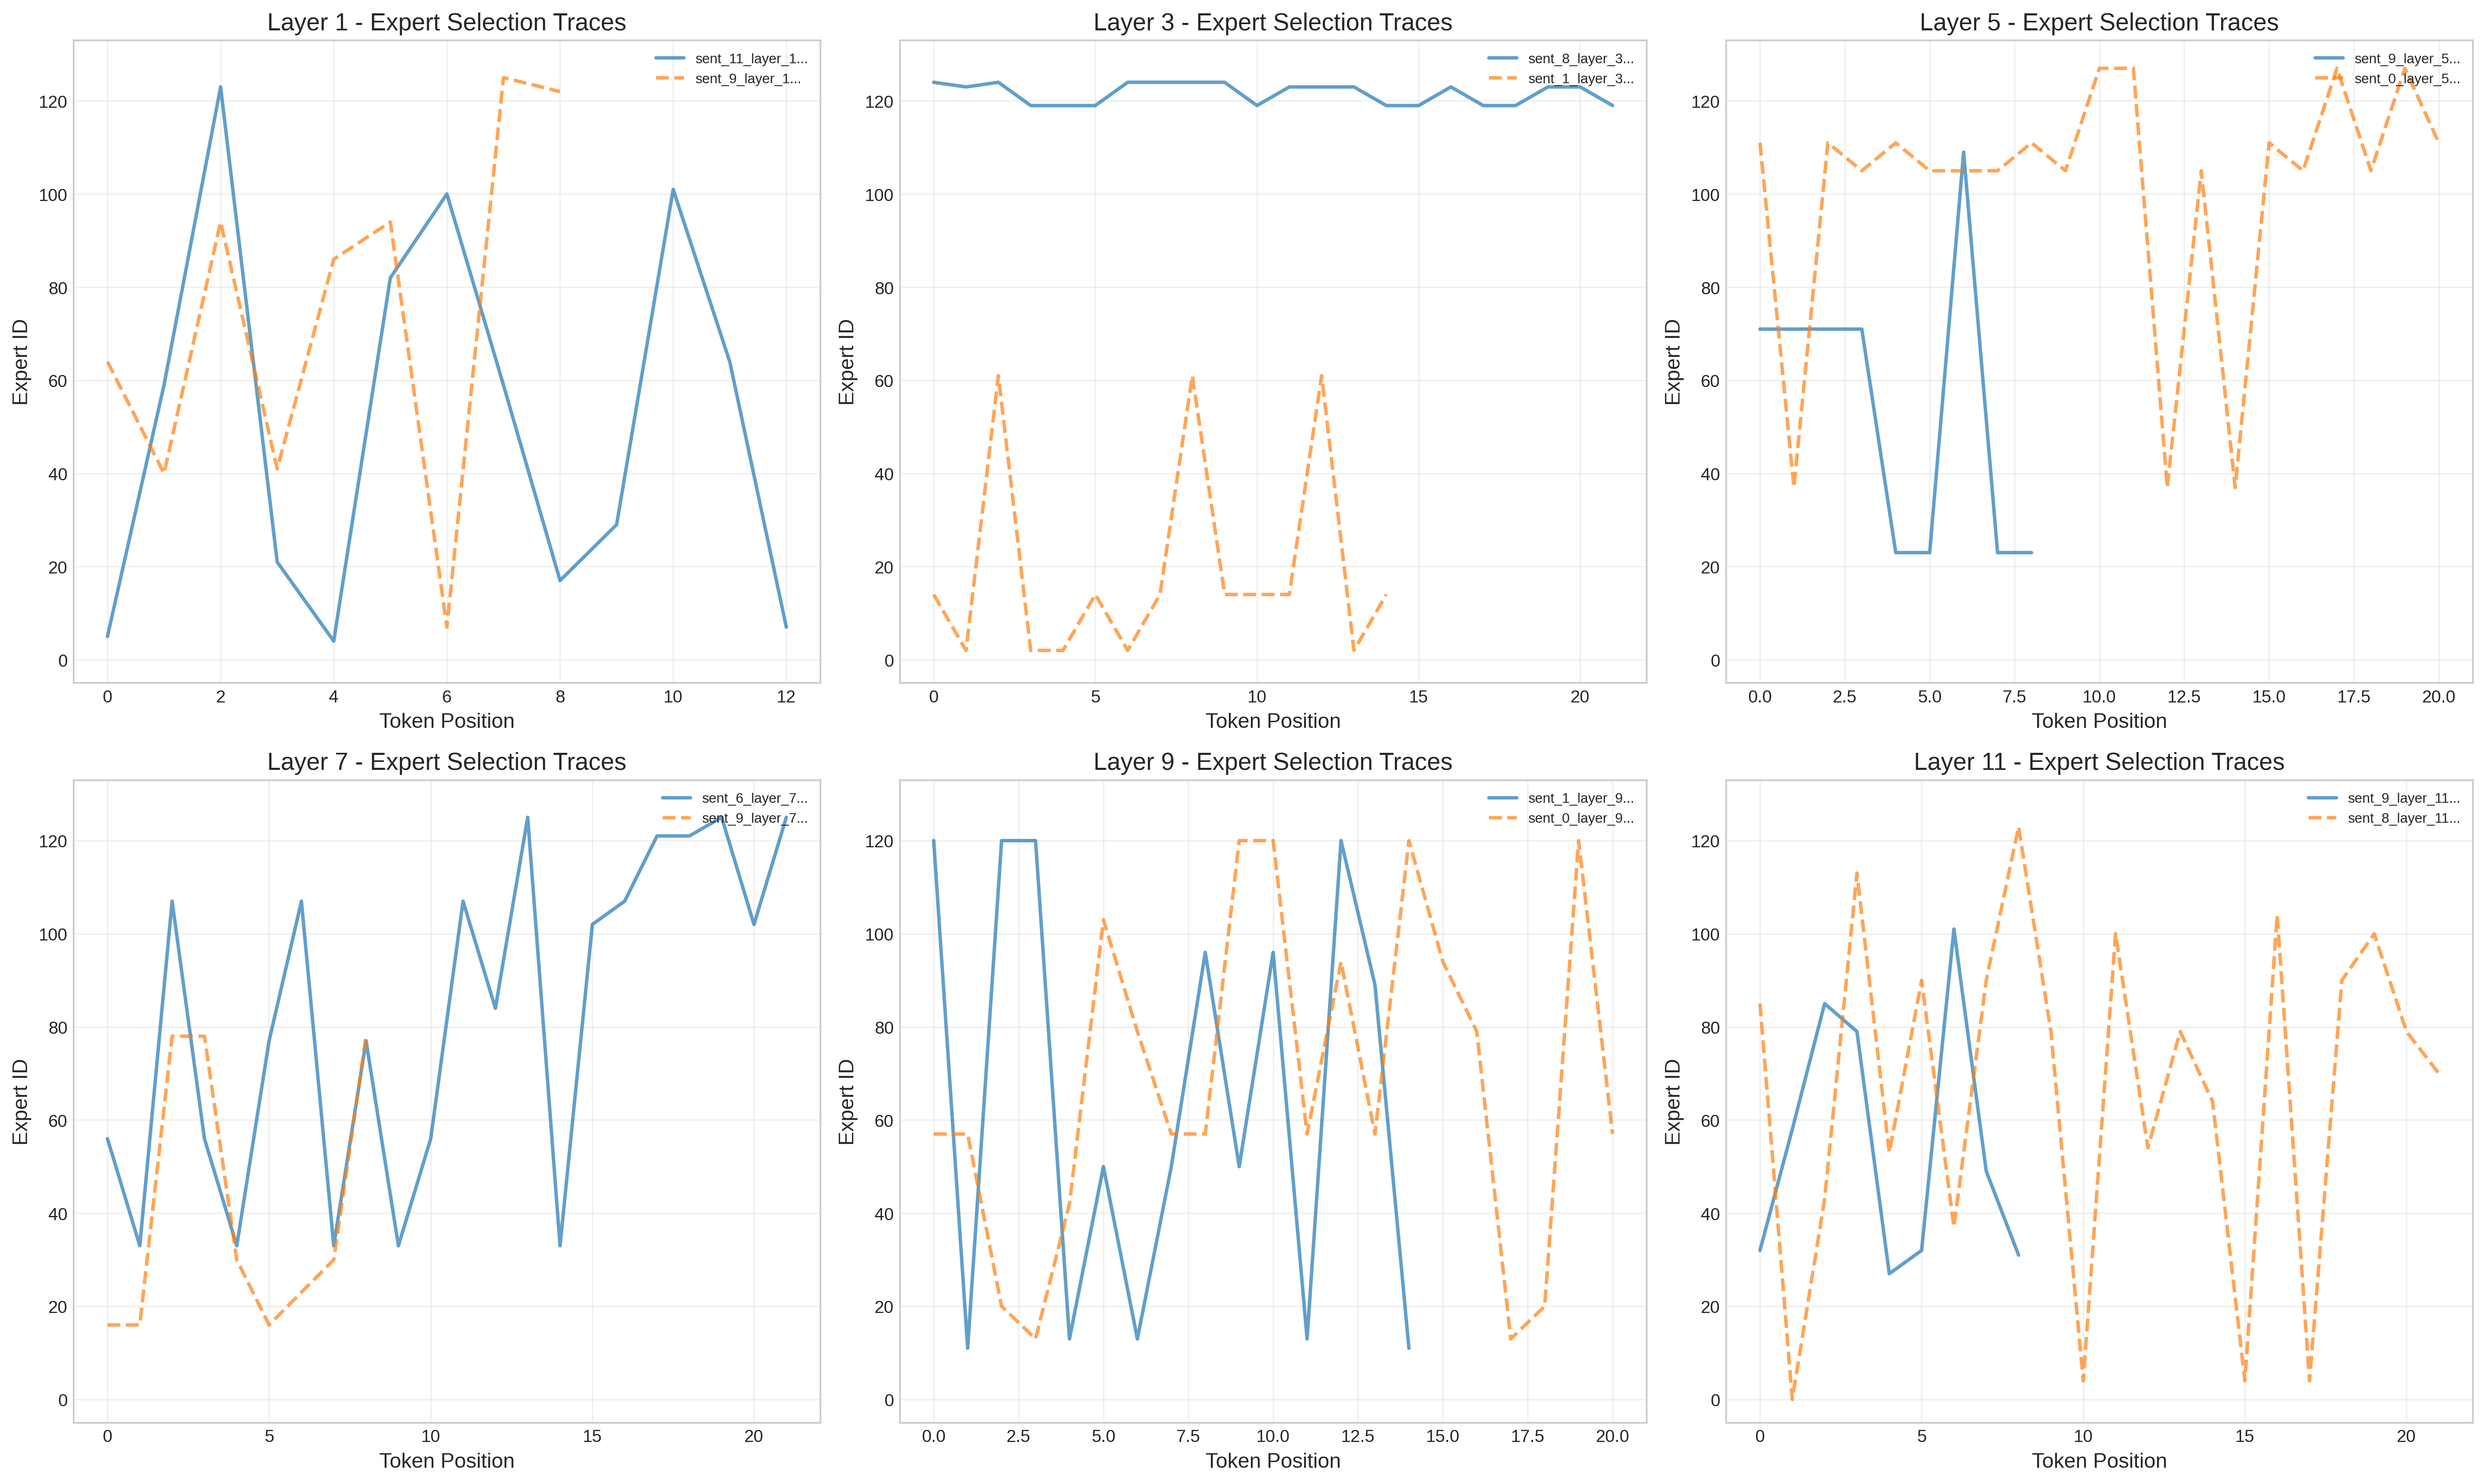 Layer 1 - Expert Selection Traces
sent_11_layer_1...
sent_9_layer_1...
120
100
80
60
40
20
0
Expert ID
0 2 4 6 8 10 12
Token Position
Layer 3 - Expert Selection Traces
sent_8_layer_3...
sent_1_layer_3...
120
100
80
60
40
20
0
Expert ID
0 5 10 15 20
Token Position
Layer 5 - Expert Selection Traces
sent_9_layer_5...
sent_0_layer_5...
120
100
80
60
40
20
0
Expert ID
0.0 2.5 5.0 7.5 10.0 12.5 15.0 17.5 20.0
Token Position
Layer 7 - Expert Selection Traces
sent_6_layer_7...
sent_9_layer_7...
120
100
80
60
40
20
0
Expert ID
0 5 10 15 20
Token Position
Layer 9 - Expert Selection Traces
sent_1_layer_9...
sent_0_layer_9...
120
100
80
60
40
20
0
Expert ID
0.0 2.5 5.0 7.5 10.0 12.5 15.0 17.5 20.0
Token Position
Layer 11 - Expert Selection Traces
sent_9_layer_11...
sent_8_layer_11...
120
100
80
60
40
20
0
Expert ID
0 5 10 15 20
Token Position